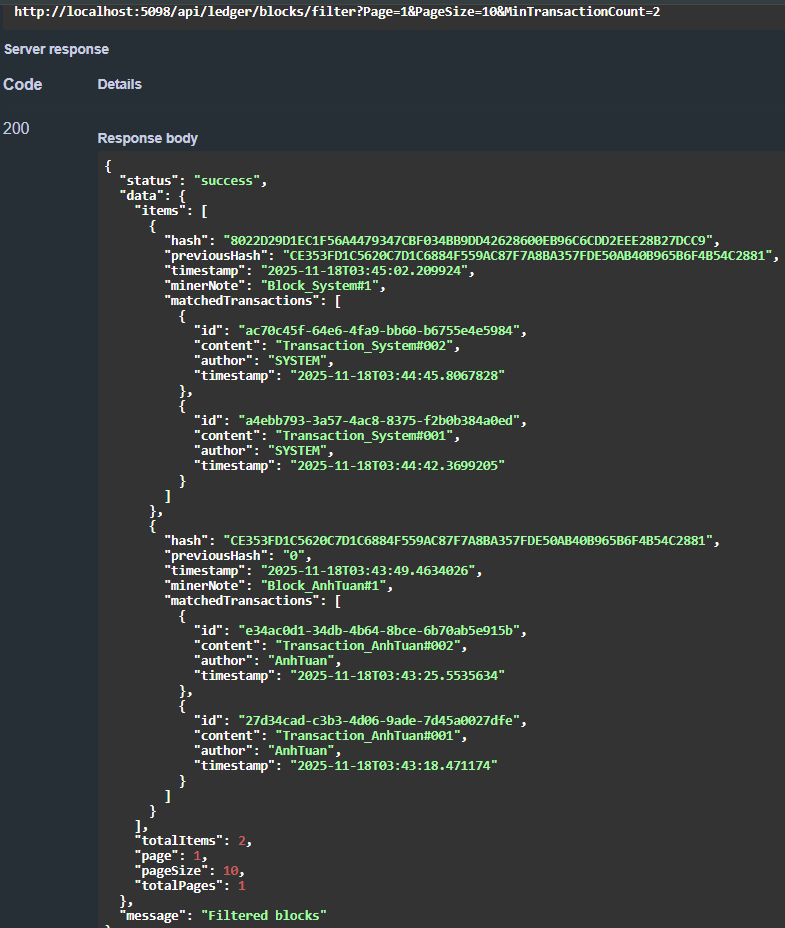 http://localhost:5098/api/ledger/blocks/filter?Page=1&PageSize=10&MinTransactionCount=2
Server response
Code Details
200
Response body
{
"status": "success",
"data": {
"items": [
{
"hash": "8022D29D1EC1F56A4479347CBF034BB9DD42628600EB96C6CDD2EEE28B27DCC9",
"previousHash": "CE353FD1C5620C7D1C6884F559AC87F7A8BA357FDE50AB40B965B6F4B54C2881",
"timestamp": "2025-11-18T03:45:02.209924",
"minerNote": "Block_System#1",
"matchedTransactions": [
{
"id": "ac70c45f-64e6-4fa9-bb60-b6755e4e5984",
"content": "Transaction_System#002",
"author": "SYSTEM",
"timestamp": "2025-11-18T03:44:45.8067828"
},
{
"id": "a4ebb793-3a57-4ac8-8375-f2b0b384a0ed",
"content": "Transaction_System#001",
"author": "SYSTEM",
"timestamp": "2025-11-18T03:44:42.3699205"
}
]
},
{
"hash": "CE353FD1C5620C7D1C6884F559AC87F7A8BA357FDE50AB40B965B6F4B54C2881",
"previousHash": "0",
"timestamp": "2025-11-18T03:43:49.4634026",
"minerNote": "Block_AnhTuan#1",
"matchedTransactions": [
{
"id": "e34ac0d1-34db-4b64-8bce-6b70ab5e915b",
"content": "Transaction_AnhTuan#002",
"author": "AnhTuan",
"timestamp": "2025-11-18T03:43:25.5535634"
},
{
"id": "27d34cad-c3b3-4d06-9ade-7d45a0027dfe",
"content": "Transaction_AnhTuan#001",
"author": "AnhTuan",
"timestamp": "2025-11-18T03:43:18.471174"
}
]
}
],
"totalItems": 2,
"page": 1,
"pageSize": 10,
"totalPages": 1
},
"message": "Filtered blocks"